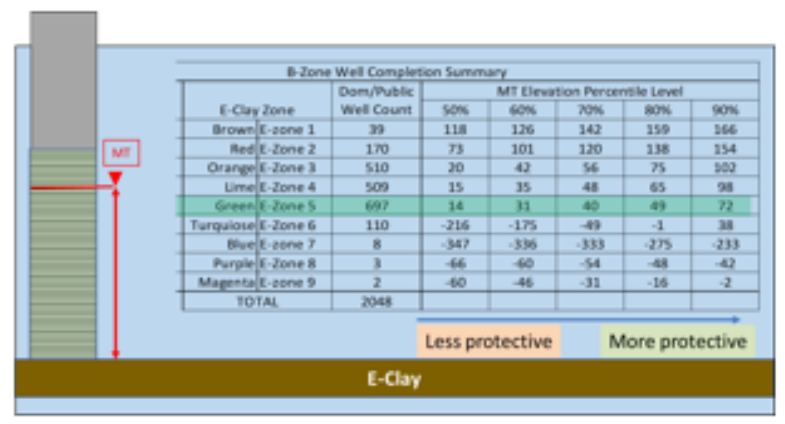 B-Zone Well Completion Summary
E-Clay Zone Dom/Public Well Count MT Elevation Percentile Level
50% 60% 70% 80% 90%
Brown E-zone 1 39 118 126 142 159 166
Red E-Zone 2 170 73 101 120 138 154
Orange E-Zone 3 510 20 42 56 75 102
Lime E-Zone 4 509 15 35 48 65 98
Green E-Zone 5 697 14 31 40 49 72
Turquiose E-Zone 6 110 -216 -175 -49 -1 38
Blue E-zone 7 8 -347 -336 -333 -275 -233
Purple E-Zone 8 3 -66 -60 -54 -48 -42
Magenta E-zone 9 2 -60 -46 -31 -16 -2
TOTAL 2048
MT
Less protective More protective
E-Clay